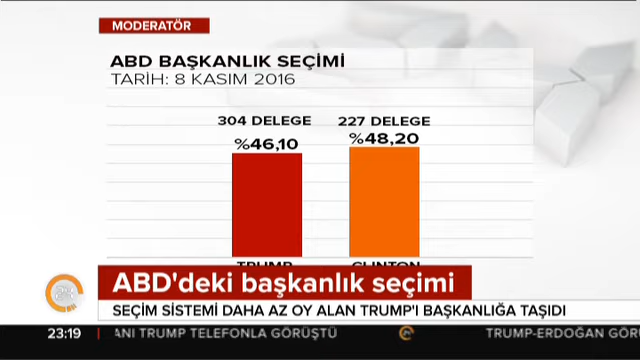 MODERATÖR
ABD BAŞKANLIK SEÇİMİ
TARİH: 8 KASIM 2016
304 DELEGE 227 DELEGE
%46,10 %48,20
TRUMP CLINTON
ABD'deki başkanlık seçimi
SEÇİM SİSTEMİ DAHA AZ OY ALAN TRUMP'I BAŞKANLIĞA TAŞIDI
23:19 ANI TRUMP TELEFONLA GÖRÜŞTÜ TRUMP-ERDOĞAN GÖR